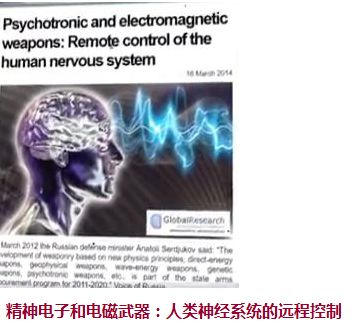 Psychotronic and electromagnetic
weapons: Remote control of the
human nervous system
16 March 2014
GlobalResearch
March 2012 the Russian defense minister Anatoli Serdjukov said: "The
velopment of weaponry based on new physics principles; direct-energy
apons, geophysical weapons, wave-energy weapons, genetic
apons, psychotronic weapons, etc., is part of the state arms
ocurement program for 2011-2020." Voice of Russia
精神电子和电磁武器：人类神经系统的远程控制